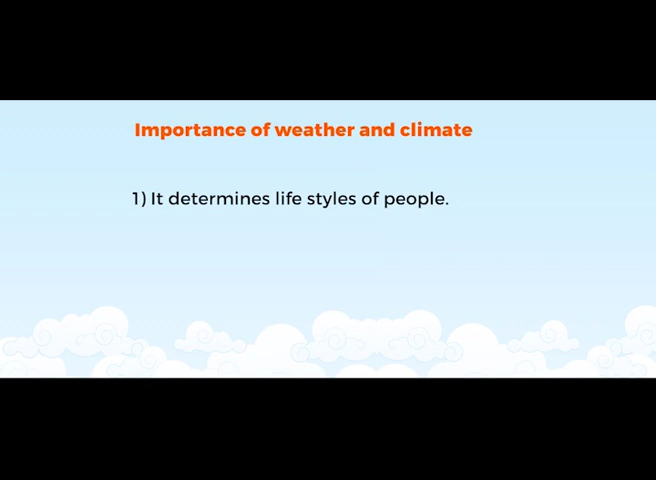 Importance of weather and climate
1) It determines life styles of people.